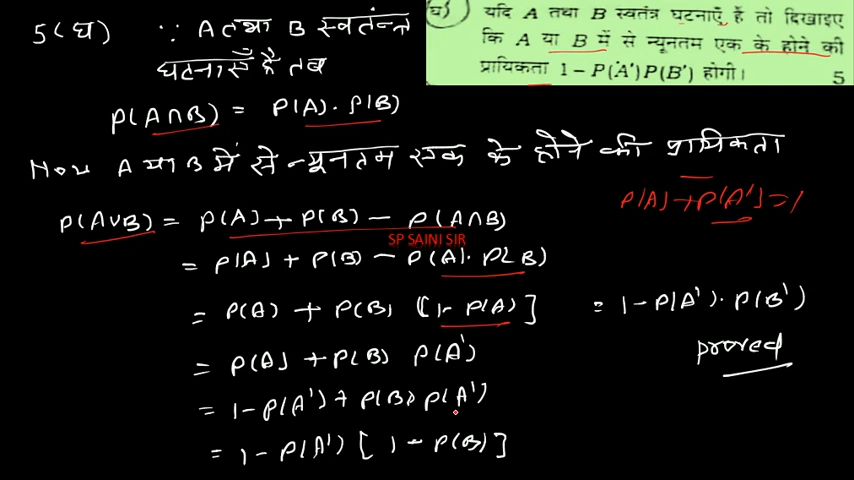 घ) यदि A तथा B स्वतंत्र घटनाएँ हैं तो दिखाइए
कि A या B में से न्यूनतम एक के होने की
प्रायिकता 1 – P(A')P(B') होगी। 5
5(घ) ∵ A तथा B स्वतंन्त
घटनाएँ है तब
P(A∩B) = P(A). P(B)
Now A या B में से न्यूनतम एक के होने की प्रायिकता
P(A)+P(A')=1
P(A∪B) = P(A) + P(B) – P(A∩B)
SP SAINI SIR
= P(A) + P(B) – P(A). P(B)
= P(A) + P(B) [1- P(A)]
= P(A) + P(B) P(A')
= 1-P(A') + P(B) P(A')
= 1- P(A') [1- P(B)]
= 1-P(A'). P(B')
proved